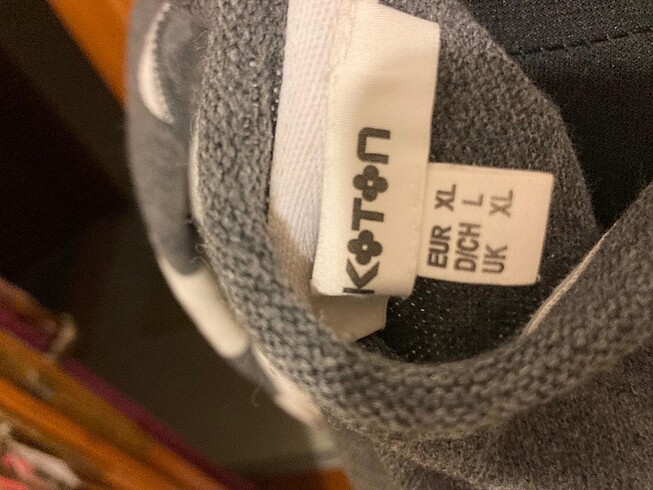 KOTON
EUR XL
D/CH L
UK XL